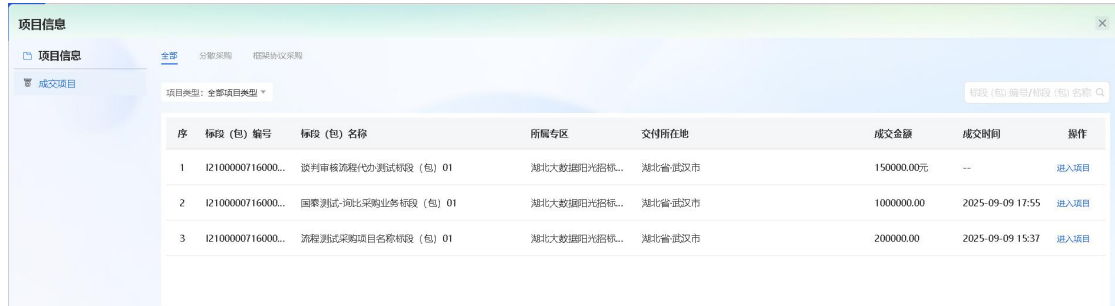 项目信息
项目信息
成交项目
全部 分散采购 框架协议采购
项目类型：全部项目类型
标段（包）编号/标段（包）名称
序 标段（包）编号 标段（包）名称 所属专区 交付所在地 成交金额 成交时间 操作
1 I2100000716000... 谈判审核流程代办测试标段（包）01 湖北大数据阳光招标... 湖北省·武汉市 150000.00元 -- 进入项目
2 I2100000716000... 国泰测试-询比采购业务标段（包）01 湖北大数据阳光招标... 湖北省·武汉市 1000000.00 2025-09-09 17:55 进入项目
3 I2100000716000... 流程测试采购项目名称标段（包）01 湖北大数据阳光招标... 湖北省·武汉市 200000.00 2025-09-09 15:37 进入项目